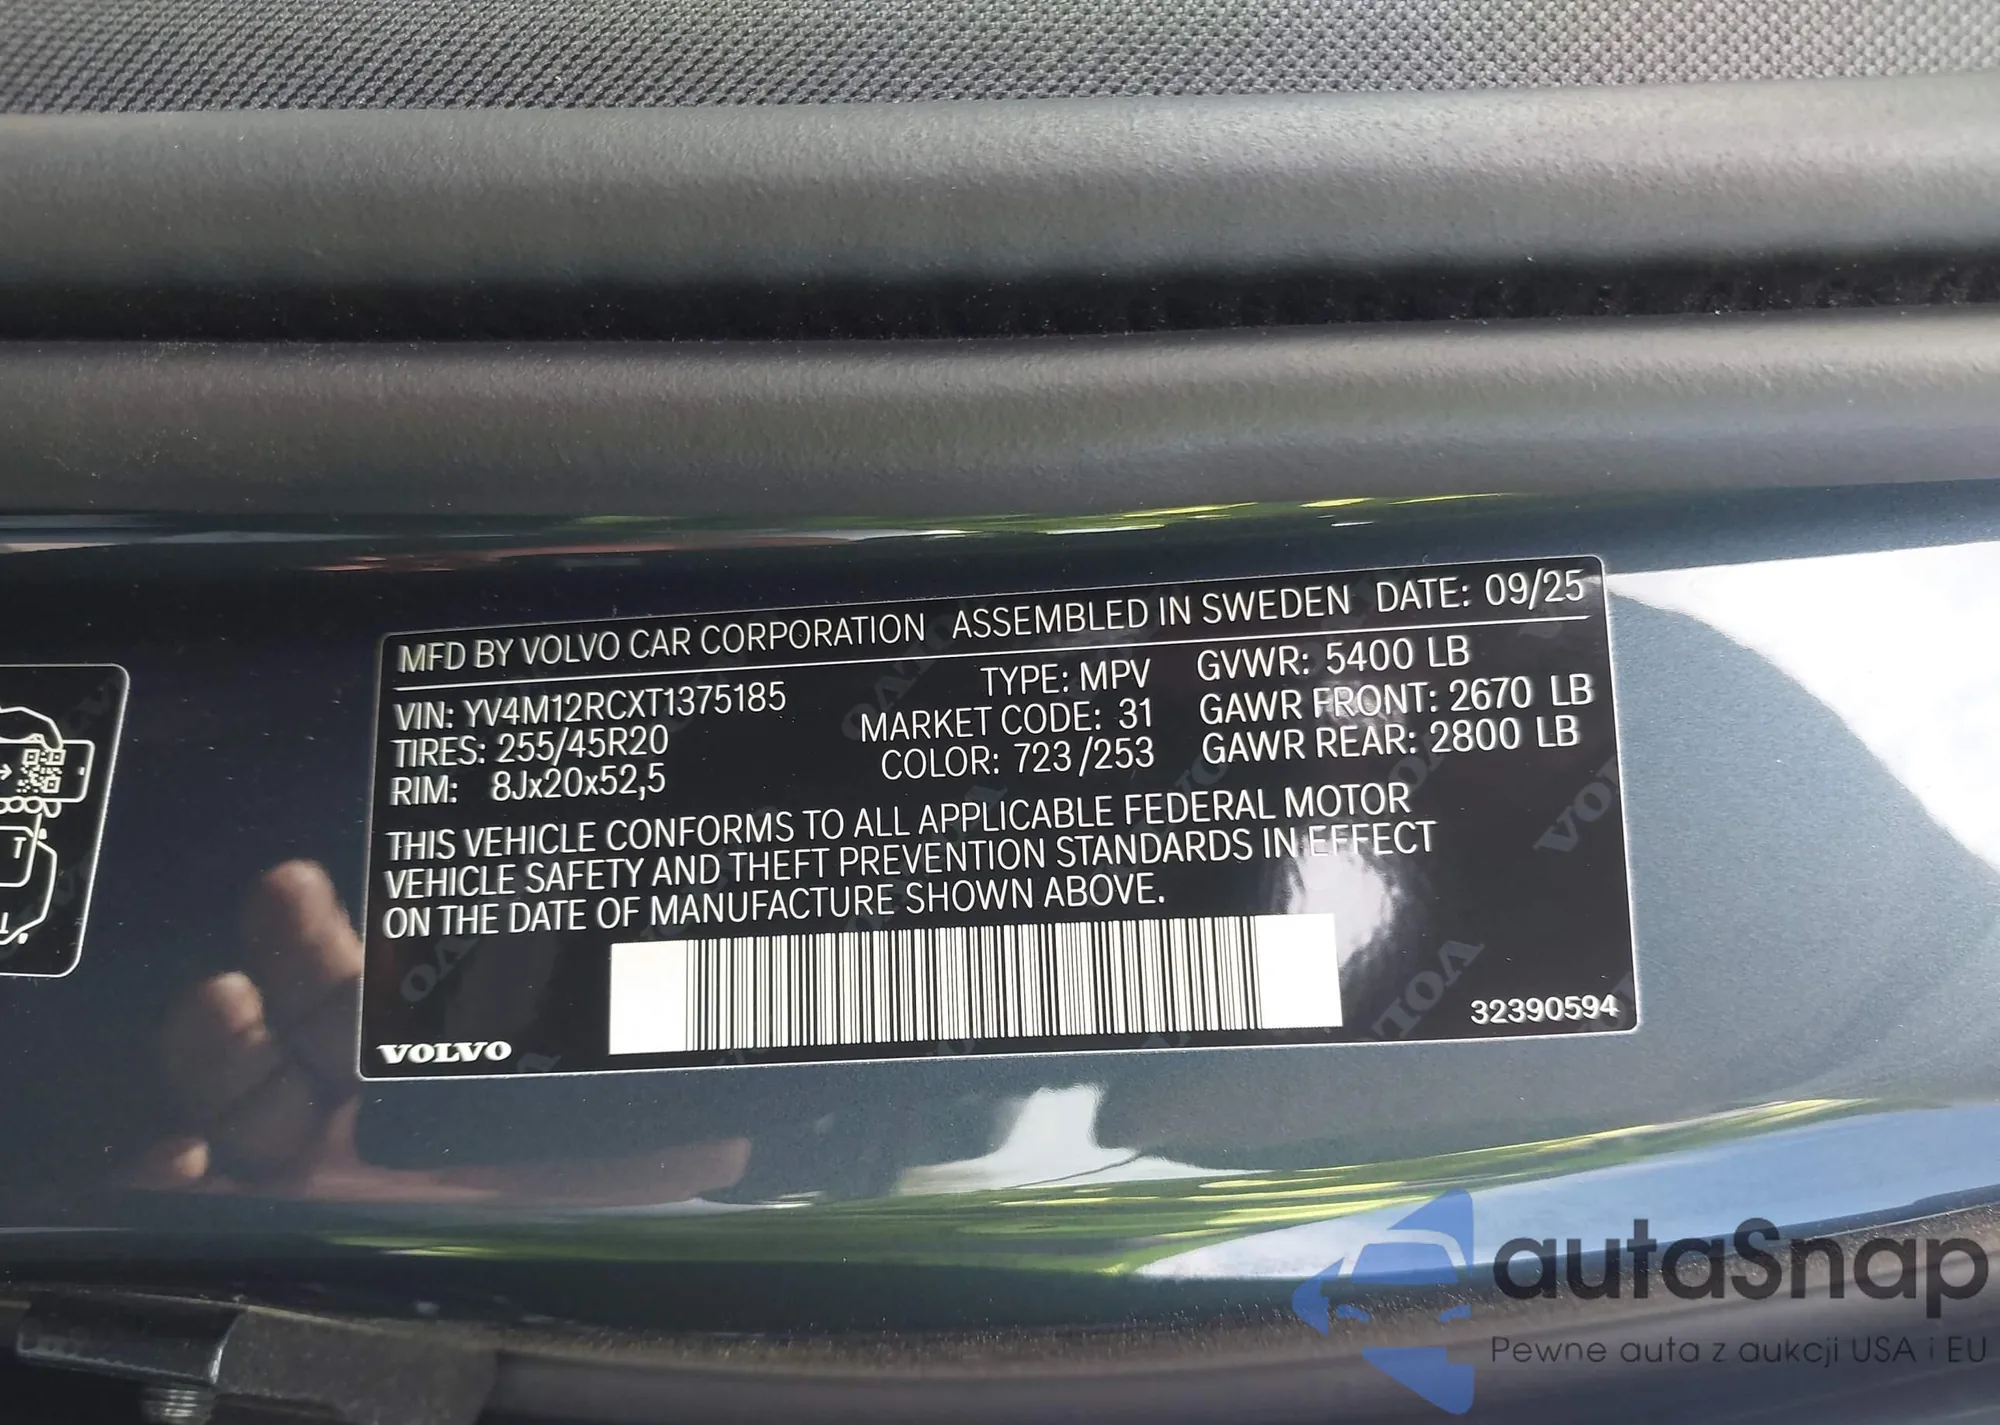 MFD BY VOLVO CAR CORPORATION ASSEMBLED IN SWEDEN DATE: 09/25
VIN: YV4M12RCXT1375185 TYPE: MPV GVWR: 5400 LB
TIRES: 255/45R20 MARKET CODE: 31 GAWR FRONT: 2670 LB
RIM: 8Jx20x52,5 COLOR: 723/253 GAWR REAR: 2800 LB
THIS VEHICLE CONFORMS TO ALL APPLICABLE FEDERAL MOTOR
VEHICLE SAFETY AND THEFT PREVENTION STANDARDS IN EFFECT
ON THE DATE OF MANUFACTURE SHOWN ABOVE.
VOLVO
32390594
T
autaSnap
Pewne auta z aukcji USA i EU